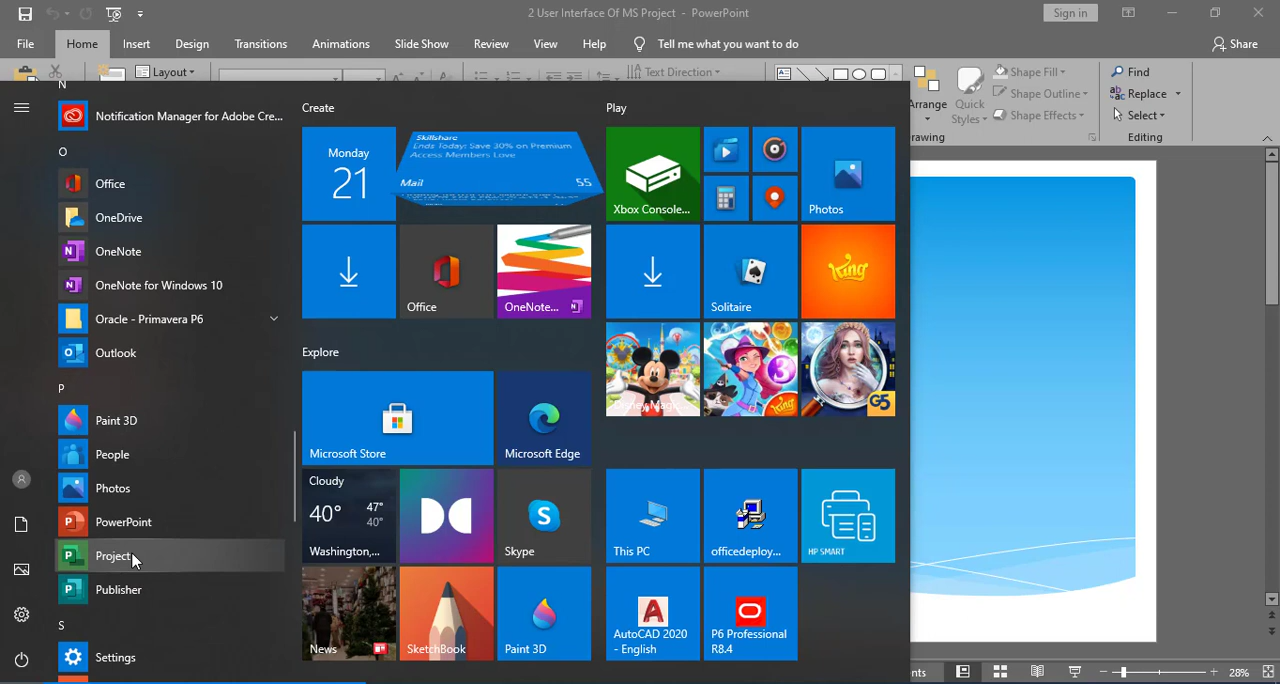 2 User Interface Of MS Project - PowerPoint
Sign in
File
Home
Insert
Design
Transitions
Animations
Slide Show
Review
View
Help
Tell me what you want to do
Share
Layout
Text Direction
Shape Fill
Shape Outline
Shape Effects
Arrange
Quick
Styles
rawing
Find
Replace
Select
Editing
N
Notification Manager for Adobe Cre...
O
Office
OneDrive
OneNote
OneNote for Windows 10
Oracle - Primavera P6
Outlook
P
Paint 3D
People
Photos
PowerPoint
Project
Publisher
S
Settings
Create
Monday
21
Skillshare
Ends Today: Save 30% on Premium
Access Members Love
Mail
55
Office
OneNote...
Explore
Microsoft Store
Microsoft Edge
Cloudy
40°
47°
40°
Washington,...
Skype
News
SketchBook
Paint 3D
Play
Xbox Console...
Photos
Solitaire
King
3
King
G5
This PC
officedeploy...
HP SMART
AutoCAD 2020
- English
P6 Professional
R8.4
nts
28%